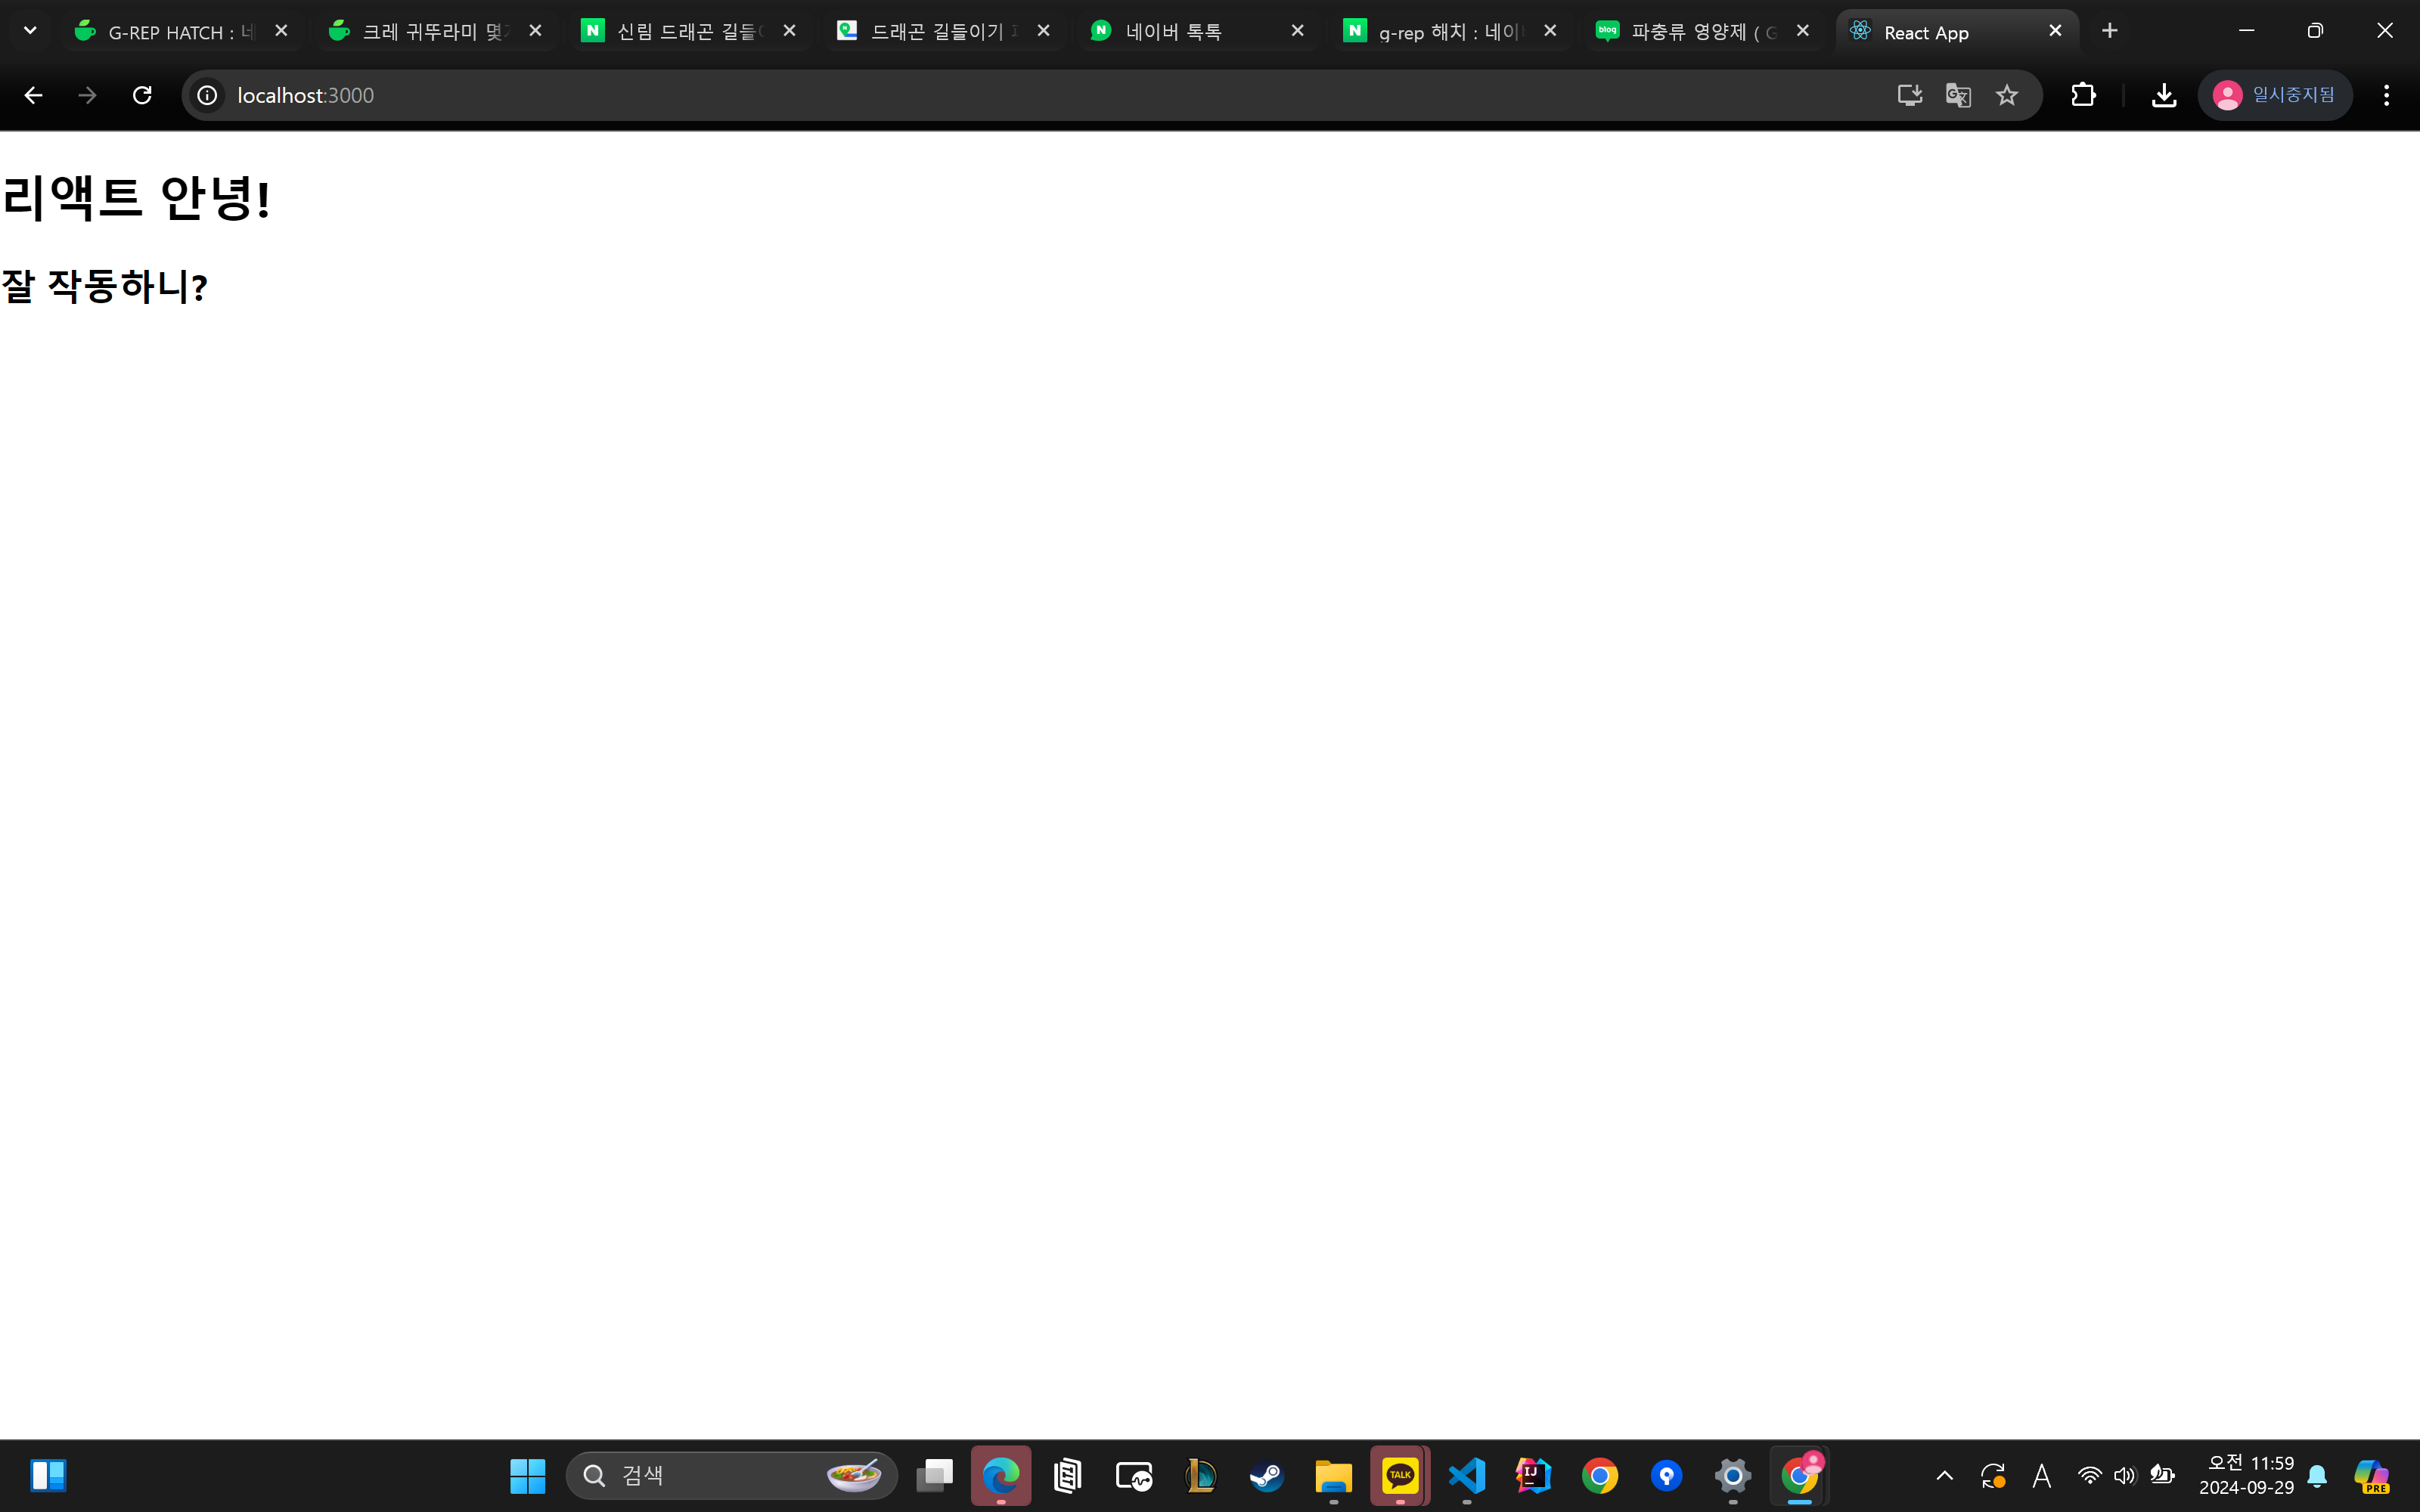 G-REP HATCH : 네
크레 귀뚜라미 몇
신림 드래곤 길들
드래곤 길들이기
네이버 톡톡
g-rep 해치 : 네이
파충류 영양제 ( G
React App
localhost:3000
일시중지됨
리액트 안녕!
잘 작동하니?
검색
TALK
IJ
A
오전 11:59
2024-09-29
PRE